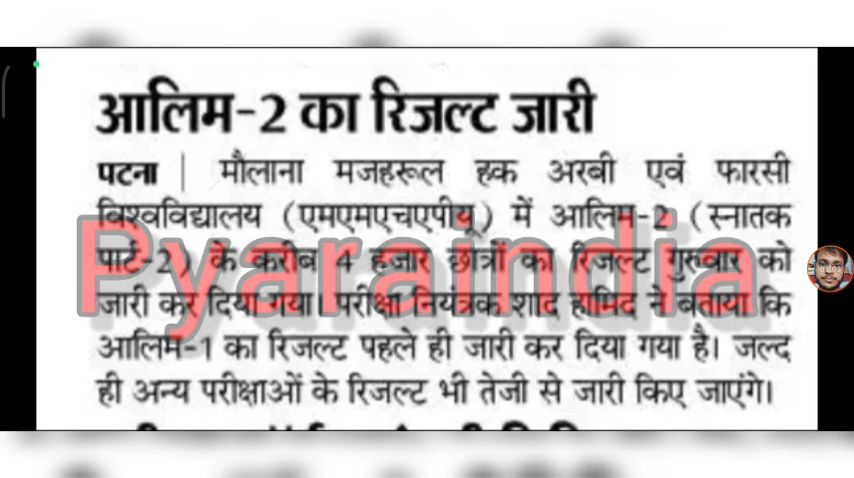 आलिम-2 का रिजल्ट जारी
पटना | मौलाना मजहरूल हक अरबी एवं फारसी
विश्वविद्यालय (एमएमएचएपीयू) में आलिम-2 (स्नातक
पार्ट-2) के करीब 4 हजार छात्रों का रिजल्ट गुरुवार को
जारी कर दिया गया। परीक्षा नियंत्रक शाद हामिद ने बताया कि
आलिम-1 का रिजल्ट पहले ही जारी कर दिया गया है। जल्द
ही अन्य परीक्षाओं के रिजल्ट भी तेजी से जारी किए जाएंगे।
Pyaraindia